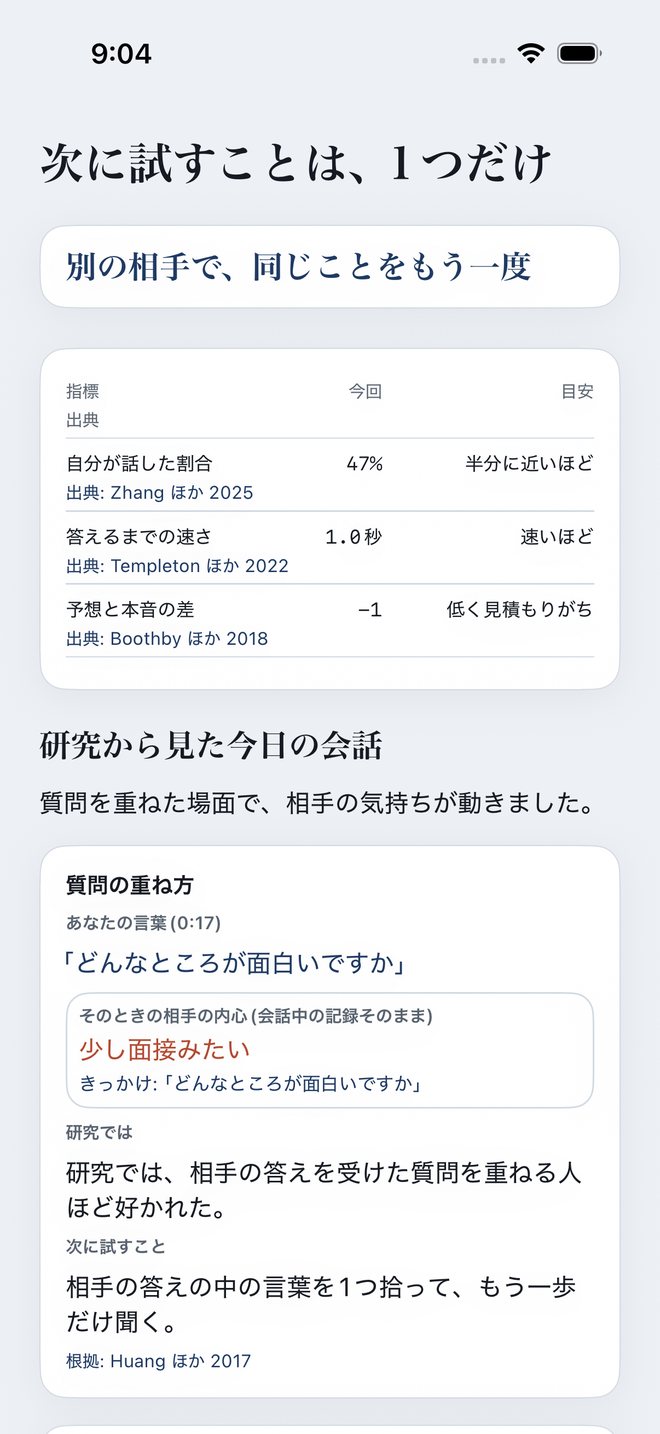 9:04
次に試すことは、1つだけ
別の相手で、同じことをもう一度
指標 今回 目安
出典
自分が話した割合 47% 半分に近いほど
出典: Zhang ほか 2025
答えるまでの速さ 1.0秒 速いほど
出典: Templeton ほか 2022
予想と本音の差 −1 低く見積もりがち
出典: Boothby ほか 2018
研究から見た今日の会話
質問を重ねた場面で、相手の気持ちが動きました。
質問の重ね方
あなたの言葉(0:17)
「どんなところが面白いですか」
そのときの相手の内心(会話中の記録そのまま)
少し面接みたい
きっかけ:「どんなところが面白いですか」
研究では
研究では、相手の答えを受けた質問を重ねる人
ほど好かれた。
次に試すこと
相手の答えの中の言葉を1つ拾って、もう一歩
だけ聞く。
根拠: Huang ほか 2017